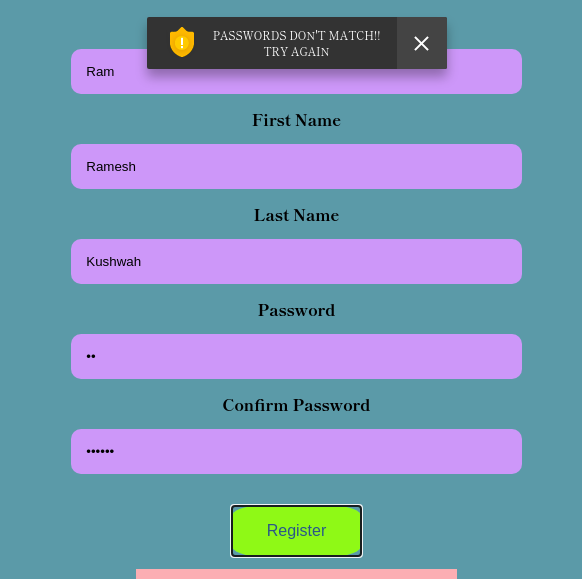 PASSWORDS DON'T MATCH!!
TRY AGAIN
Ram
First Name
Ramesh
Last Name
Kushwah
Password
••
Confirm Password
••••••
Register